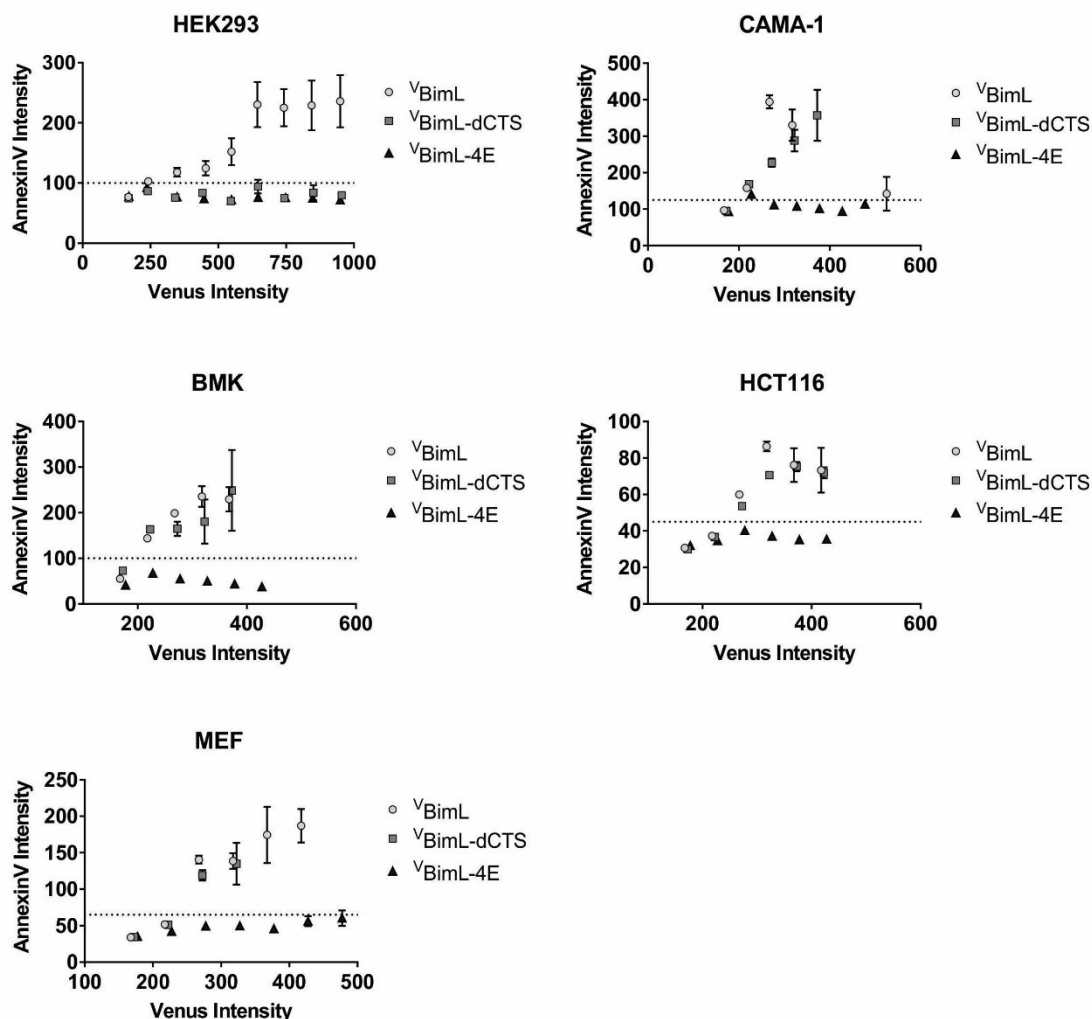 HEK293
AnnexinV Intensity
300
200
100
0
0 250 500 750 1000
Venus Intensity
VBimL
VBimL-dCTS
VBimL-4E
CAMA-1
AnnexinV Intensity
500
400
300
200
100
0
0 200 400 600
Venus Intensity
VBimL
VBimL-dCTS
VBimL-4E
BMK
AnnexinV Intensity
400
300
200
100
0
200 400 600
Venus Intensity
VBimL
VBimL-dCTS
VBimL-4E
HCT116
AnnexinV Intensity
100
80
60
40
20
0
200 400 600
Venus Intensity
VBimL
VBimL-dCTS
VBimL-4E
MEF
AnnexinV Intensity
250
200
150
100
50
0
100 200 300 400 500
Venus Intensity
VBimL
VBimL-dCTS
VBimL-4E